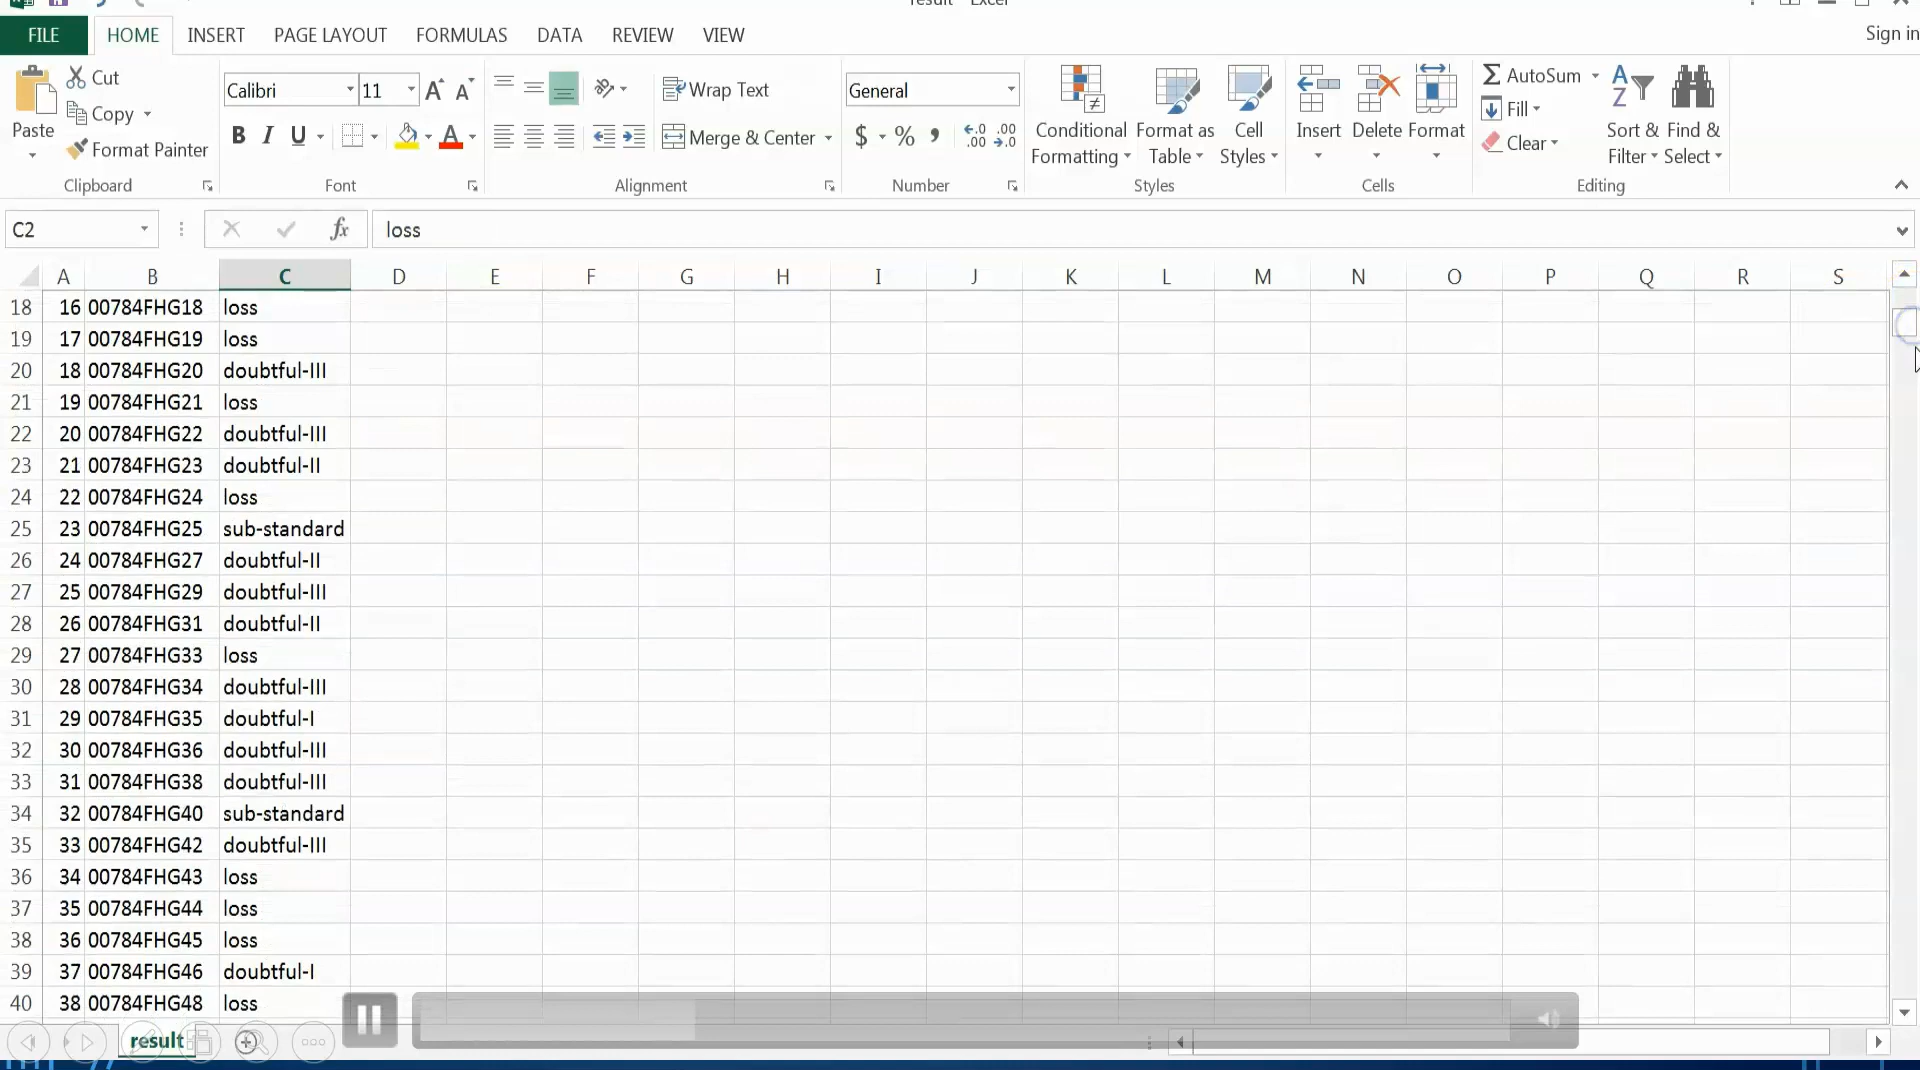 result - Excel
FILE HOME INSERT PAGE LAYOUT FORMULAS DATA REVIEW VIEW Sign in
Cut
Copy
Format Painter
Paste
Clipboard
Calibri 11
B I U
Font
Wrap Text
Merge & Center
Alignment
General
$ % ,
Number
Conditional Formatting
Format as Table
Cell Styles
Styles
Insert Delete Format
Cells
AutoSum
Fill
Clear
Sort & Filter
Find & Select
Editing
C2 fx loss
A B C D E F G H I J K L M N O P Q R S
18 16 00784FHG18 loss
19 17 00784FHG19 loss
20 18 00784FHG20 doubtful-III
21 19 00784FHG21 loss
22 20 00784FHG22 doubtful-III
23 21 00784FHG23 doubtful-II
24 22 00784FHG24 loss
25 23 00784FHG25 sub-standard
26 24 00784FHG27 doubtful-II
27 25 00784FHG29 doubtful-III
28 26 00784FHG31 doubtful-II
29 27 00784FHG33 loss
30 28 00784FHG34 doubtful-III
31 29 00784FHG35 doubtful-I
32 30 00784FHG36 doubtful-III
33 31 00784FHG38 doubtful-III
34 32 00784FHG40 sub-standard
35 33 00784FHG42 doubtful-III
36 34 00784FHG43 loss
37 35 00784FHG44 loss
38 36 00784FHG45 loss
39 37 00784FHG46 doubtful-I
40 38 00784FHG48 loss
result